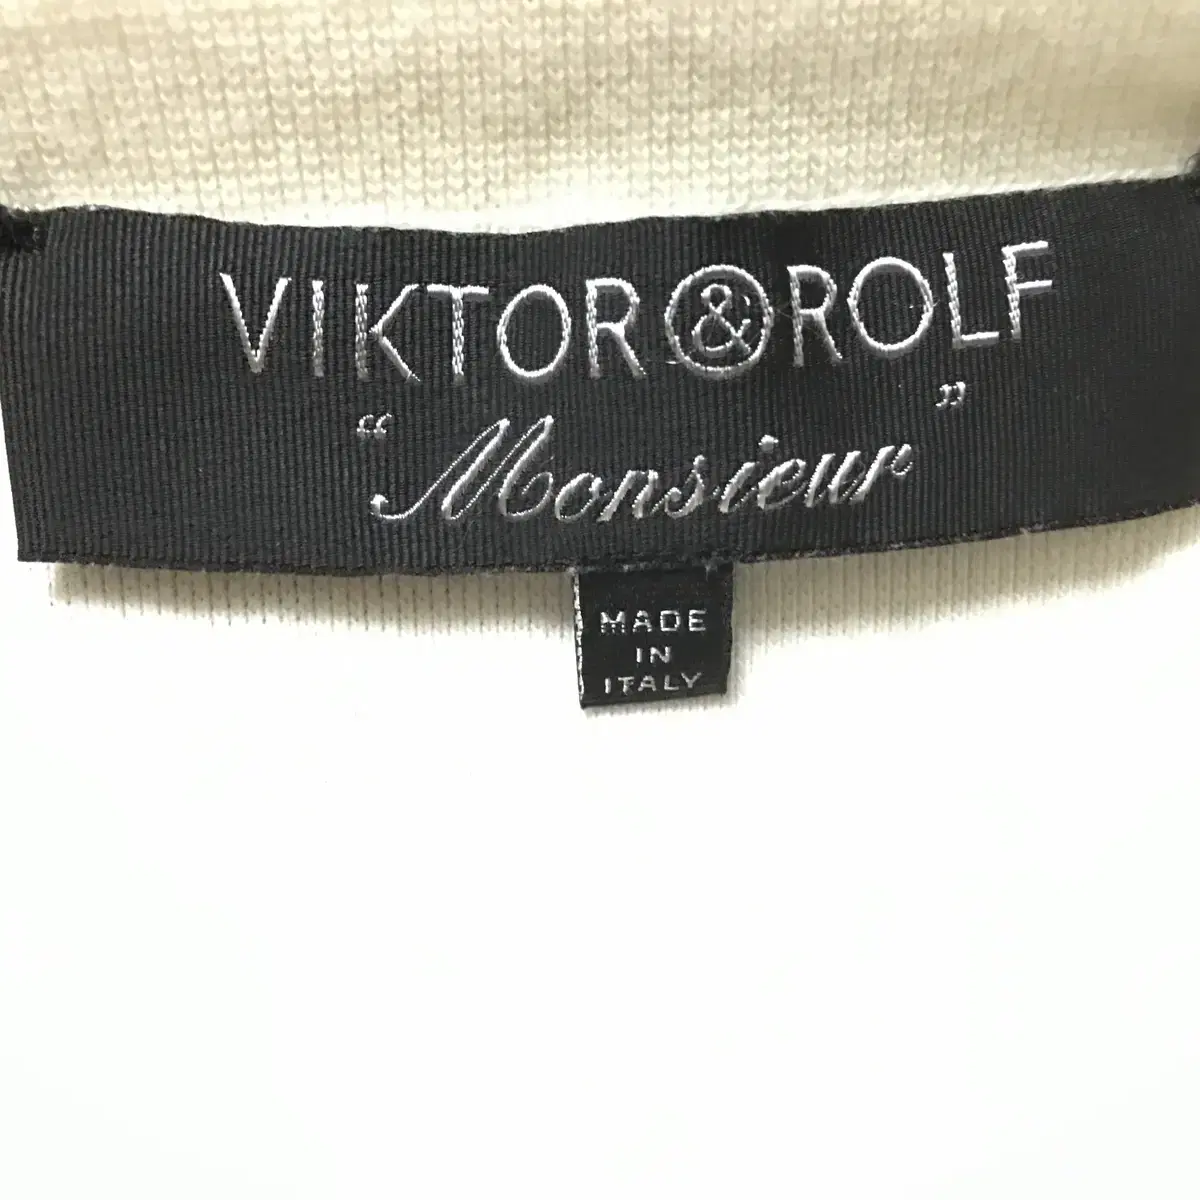 VIKTOR & ROLF
“Monsieur”
MADE
IN
ITALY